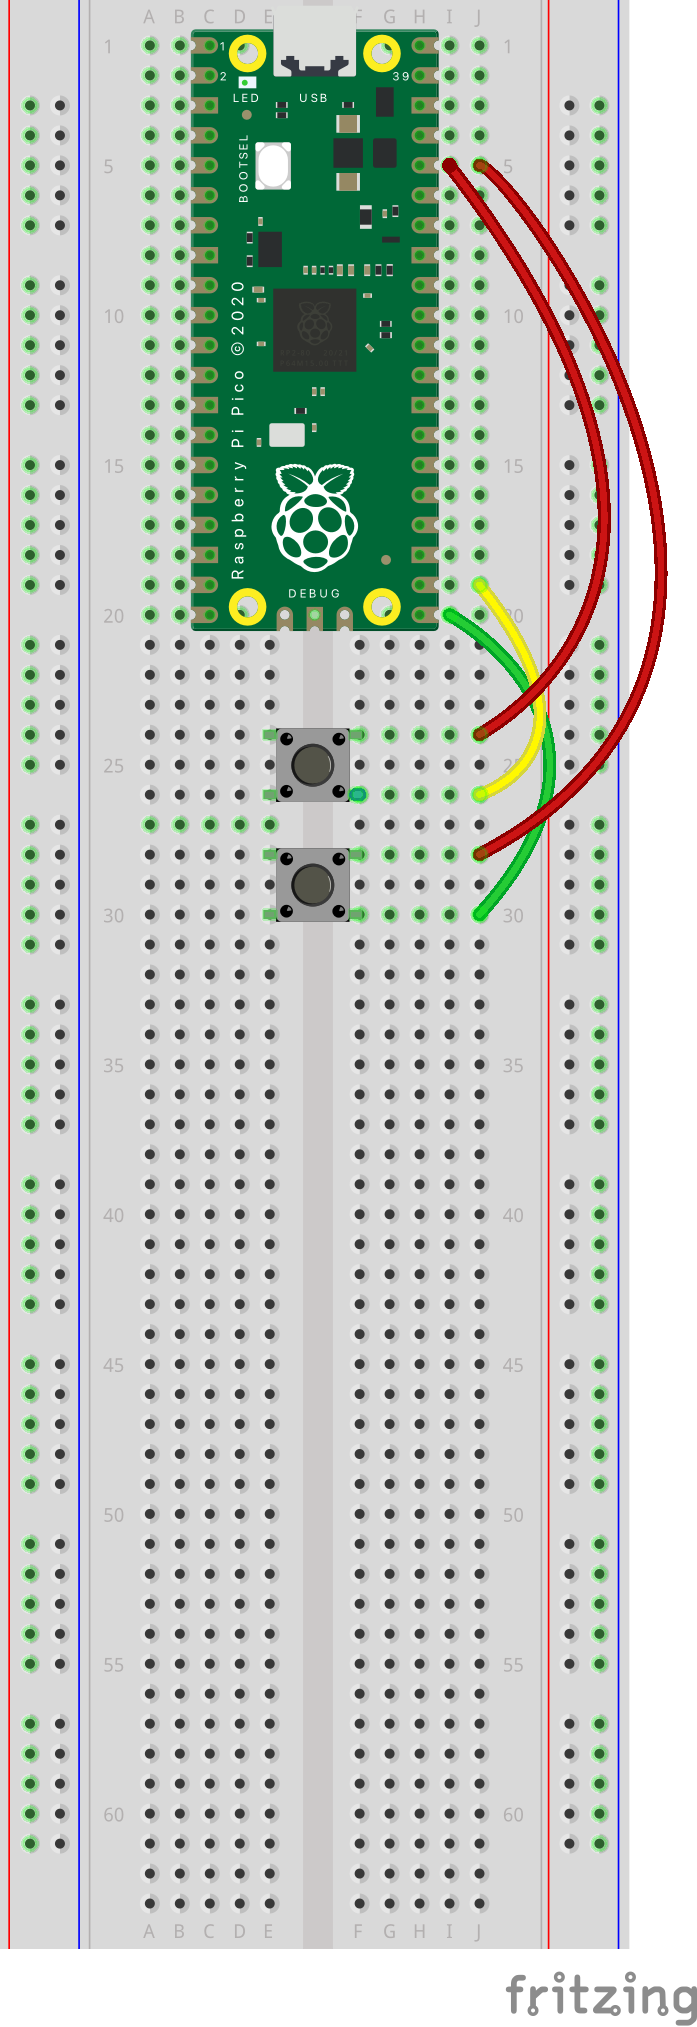 A B C D E F G H I J
1 1
1
2 39
LED USB
BOOTSEL
5 5
10 10
Raspberry Pi Pico ©2020
15 15
DEBUG
20 20
25 25
30 30
35 35
40 40
45 45
50 50
55 55
60 60
A B C D E F G H I J
fritzing